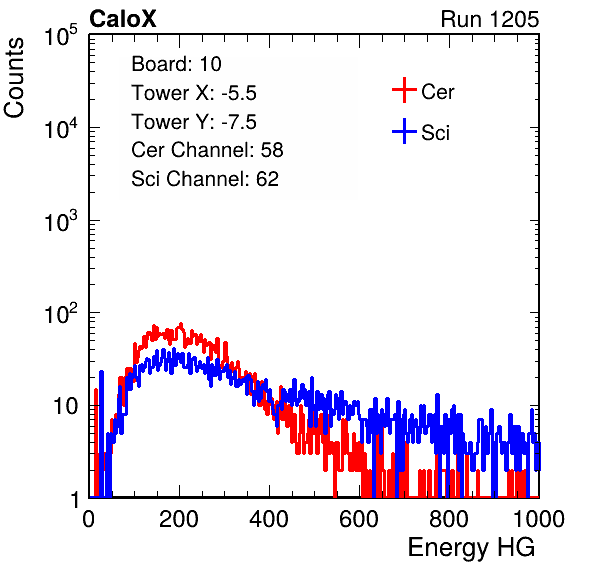 CaloX Run 1205
Counts
Board: 10
Tower X: -5.5
Tower Y: -7.5
Cer Channel: 58
Sci Channel: 62
Cer
Sci
10^5
10^4
10^3
10^2
10
1
0 200 400 600 800 1000
Energy HG